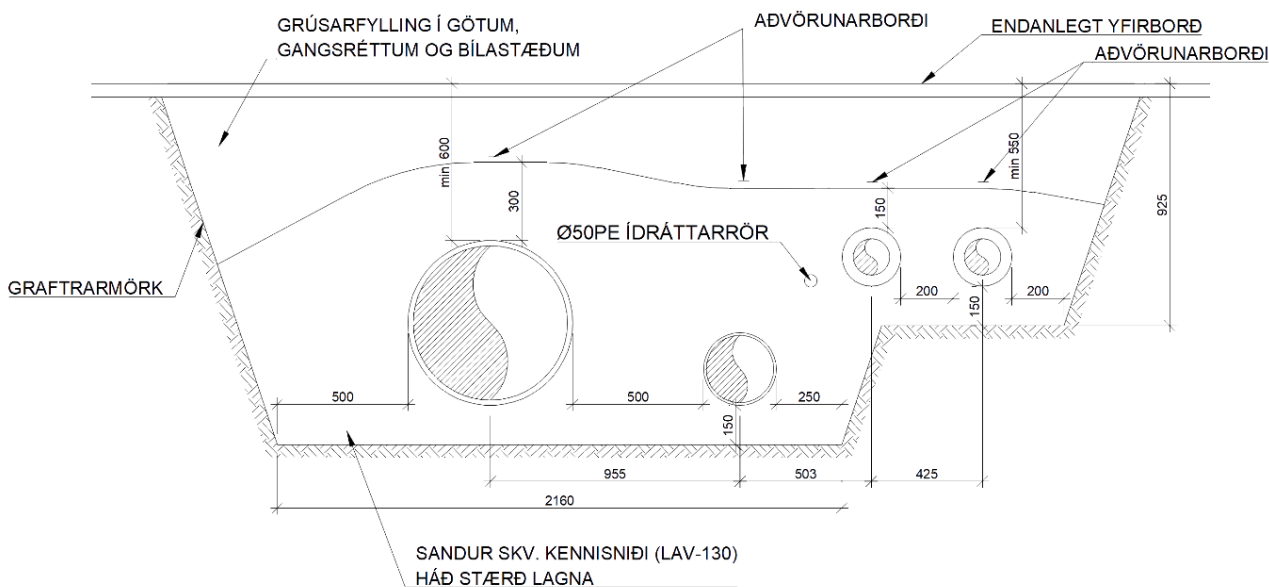 GRÚSARFYLLING Í GÖTUM,
GANGSRÉTTUM OG BÍLASTÆÐUM
AÐVÖRUNARBORÐI
ENDANLEGT YFIRBORÐ
AÐVÖRUNARBORÐI
min 600
300
min 550
150
925
Ø50PE ÍDRÁTTARRÖR
GRAFTRARMÖRK
200
200
150
500
500
250
150
955
503
425
2160
SANDUR SKV. KENNISNIÐI (LAV-130)
HÁÐ STÆRÐ LAGNA